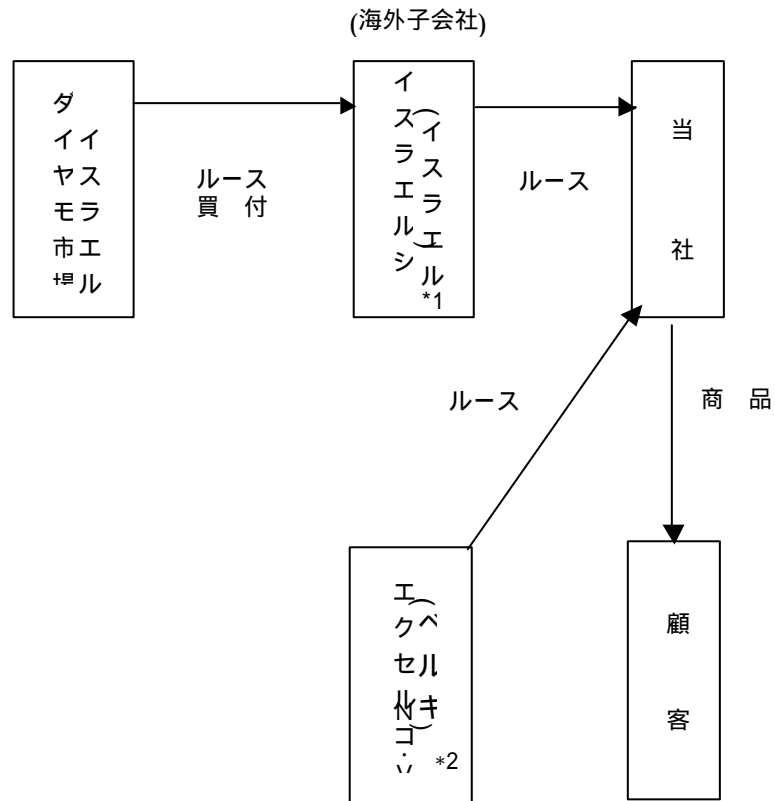 (海外子会社)
イスラエル
ダイヤモ市場
ルース
買 付
イスラエルシ
(イスラエル)
*1
ルース
当 社
ルース
商 品
エクセル
(ベルギー)
*2
顧 客